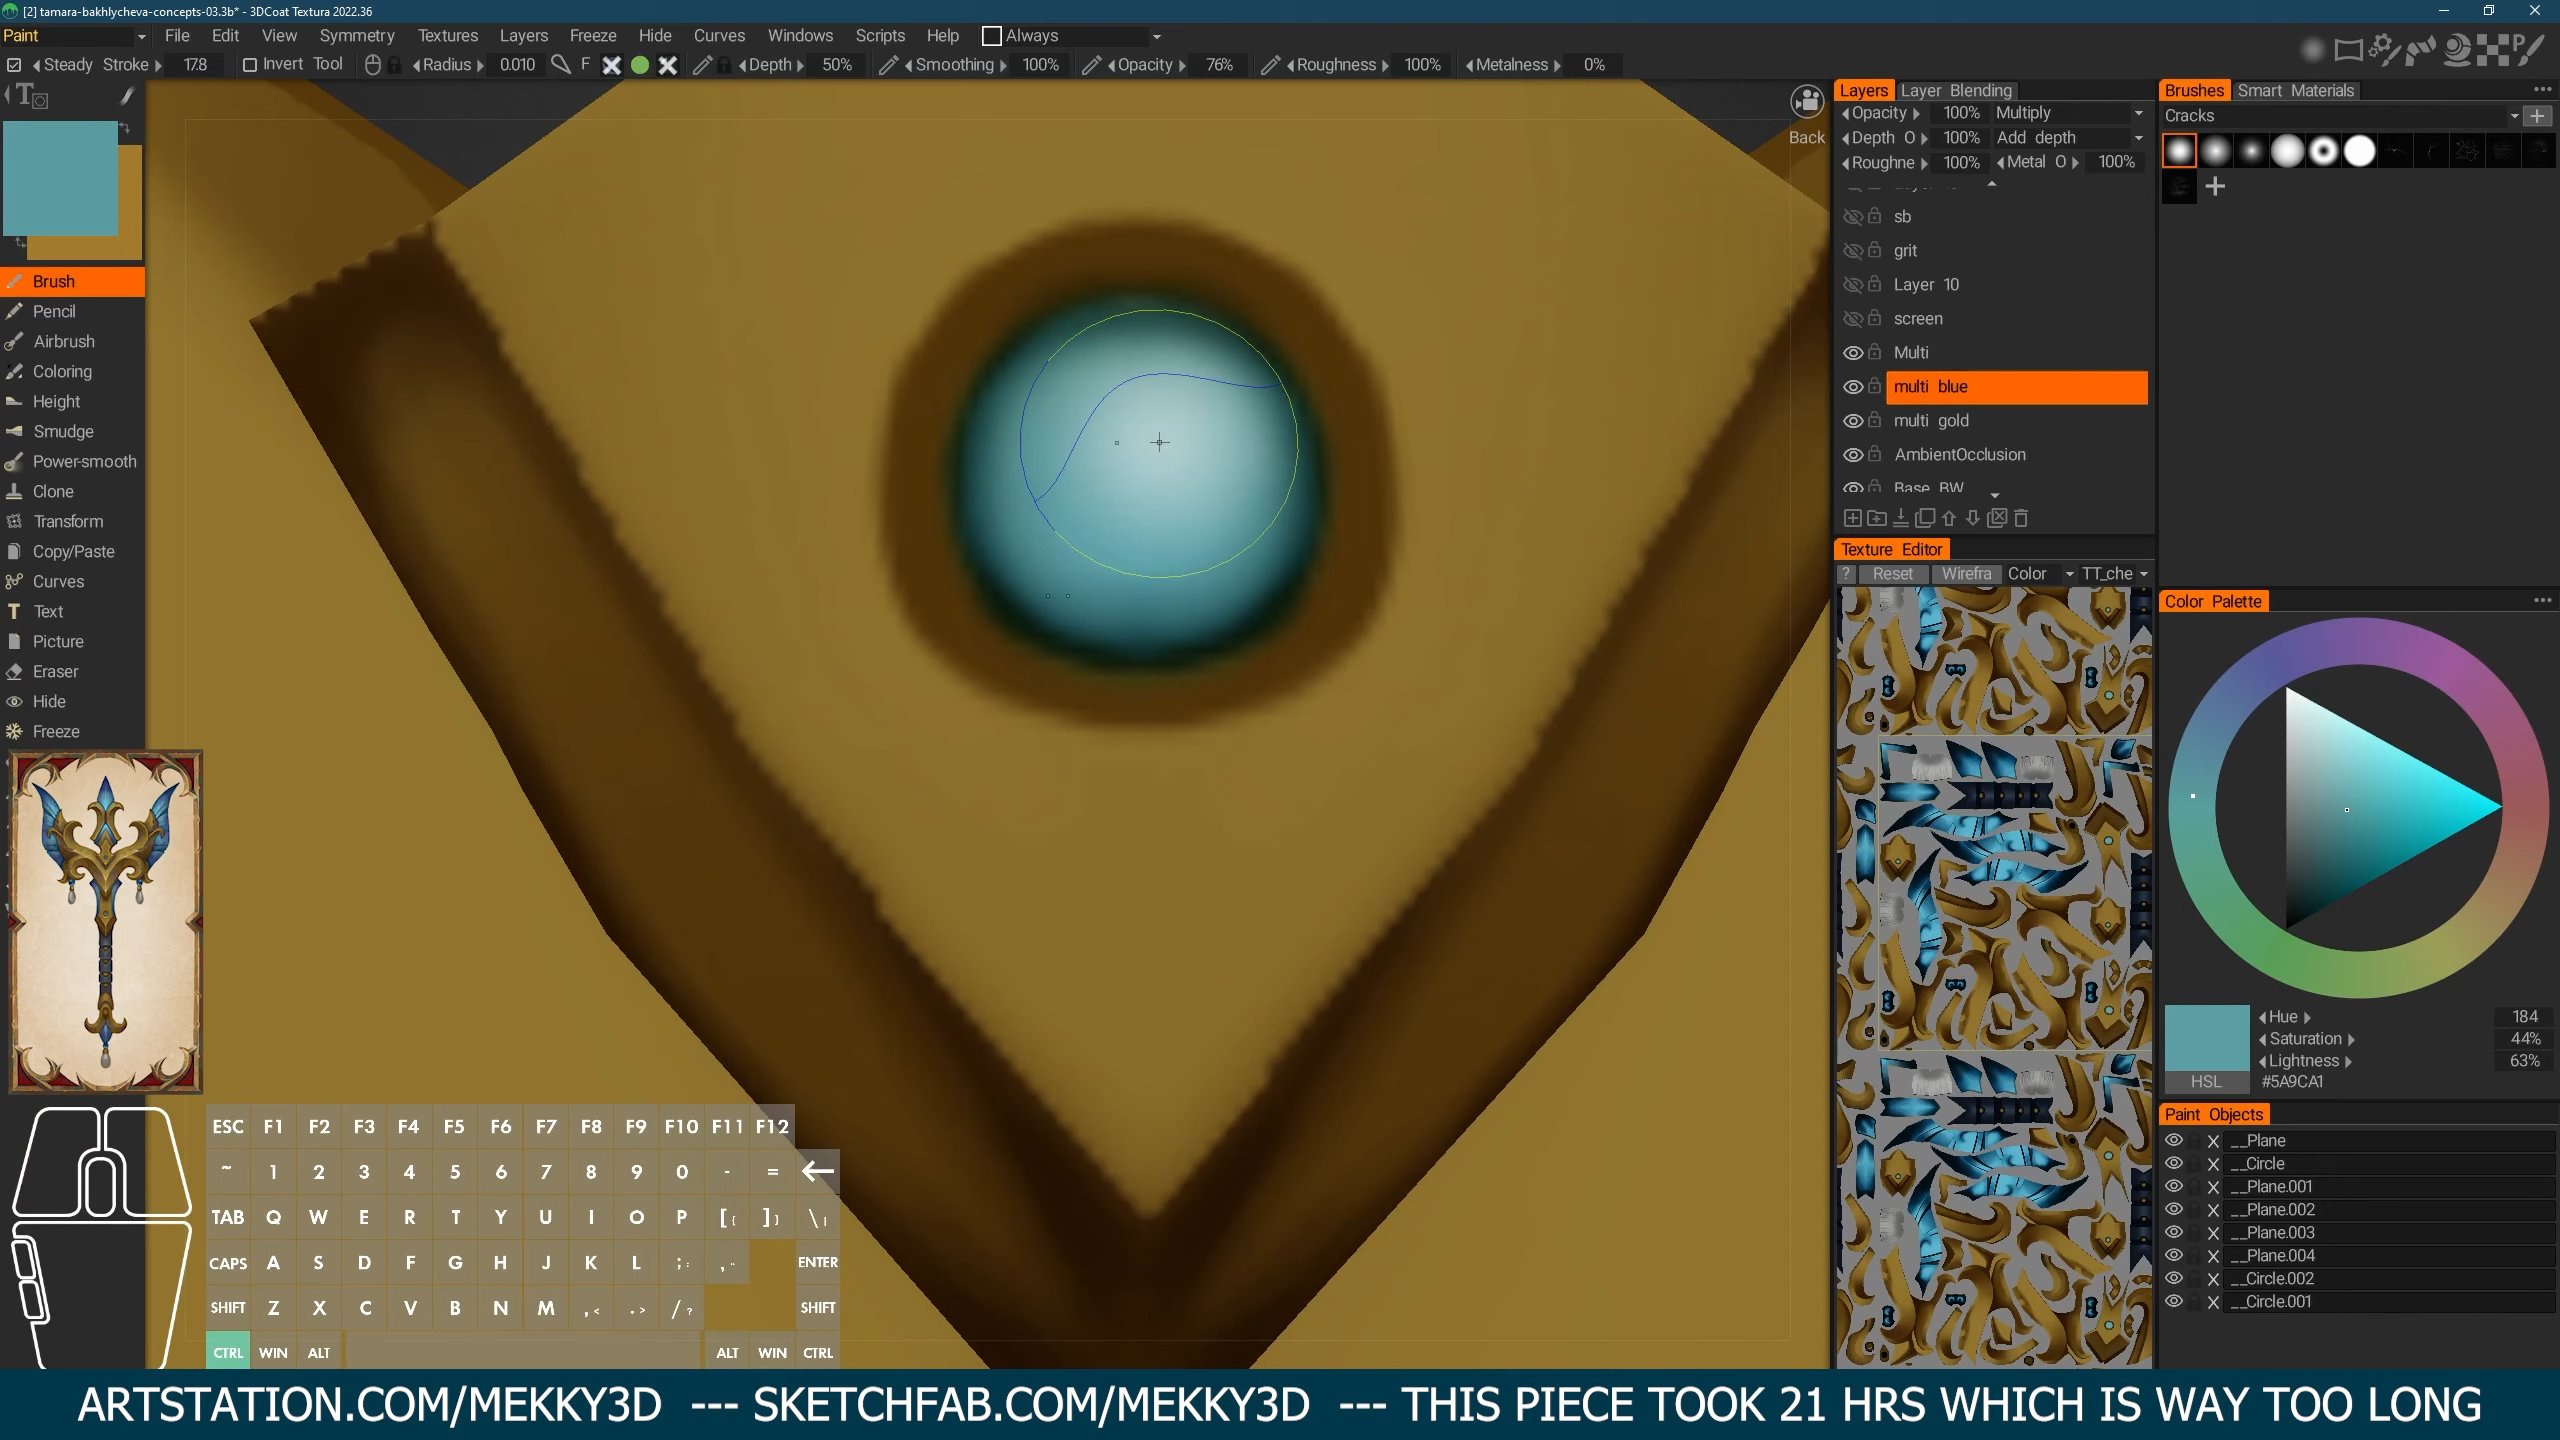 [2] tamara-bakhlycheva-concepts-03.3b* - 3DCoat Textura 2022.36
Paint File Edit View Symmetry Textures Layers Freeze Hide Curves Windows Scripts Help Always
Steady Stroke 17.8 Invert Tool Radius 0.010 F Depth 50% Smoothing 100% Opacity 76% Roughness 100% Metalness 0%
Brush
Pencil
Airbrush
Coloring
Height
Smudge
Power-smooth
Clone
Transform
Copy/Paste
Curves
Text
Picture
Eraser
Hide
Freeze
Back
Layers Layer Blending
Opacity 100% Multiply
Depth O 100% Add depth
Roughne 100% Metal O 100%
sb
grit
Layer 10
screen
Multi
multi blue
multi gold
AmbientOcclusion
Base BW
Texture Editor
? Reset Wirefra Color TT_che
Brushes Smart Materials
Cracks
Color Palette
Hue 184
Saturation 44%
Lightness 63%
HSL #5A9CA1
Paint Objects
X __Plane
X __Circle
X __Plane.001
X __Plane.002
X __Plane.003
X __Plane.004
X __Circle.002
X __Circle.001
ESC F1 F2 F3 F4 F5 F6 F7 F8 F9 F10 F11 F12
~ 1 2 3 4 5 6 7 8 9 0 - = ←
TAB Q W E R T Y U I O P [ { ] } \ |
CAPS A S D F G H J K L ; : , " ENTER
SHIFT Z X C V B N M , < . > / ? SHIFT
CTRL WIN ALT ALT WIN CTRL
ARTSTATION.COM/MEKKY3D --- SKETCHFAB.COM/MEKKY3D --- THIS PIECE TOOK 21 HRS WHICH IS WAY TOO LONG